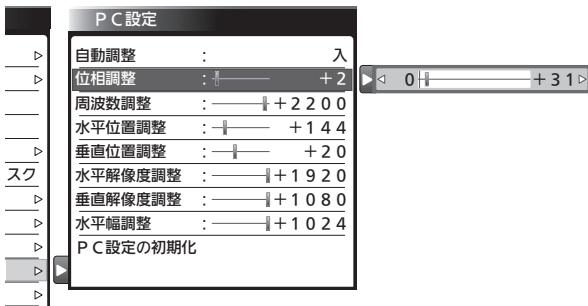 PC設定
自動調整 : 入
位相調整 : +2
0 +31
周波数調整 : +2200
水平位置調整 : +144
垂直位置調整 : +20
スク
水平解像度調整 : +1920
垂直解像度調整 : +1080
水平幅調整 : +1024
PC設定の初期化